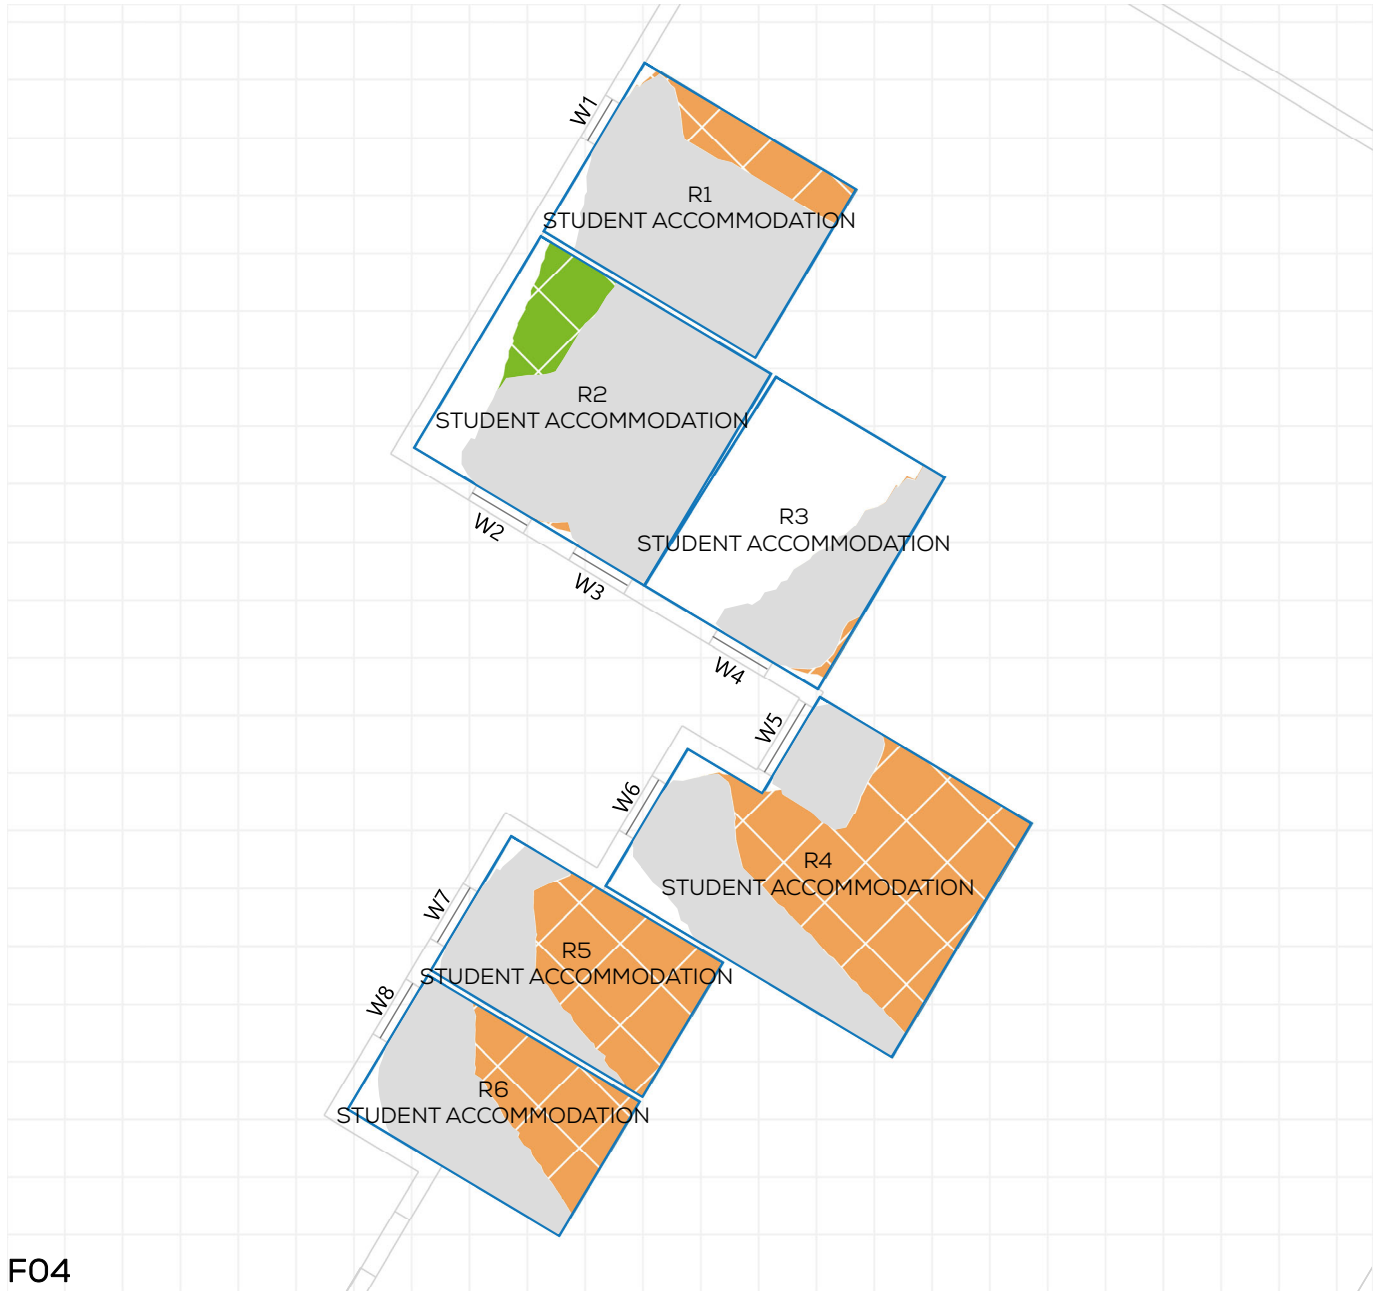 W1
R1
STUDENT ACCOMMODATION
R2
STUDENT ACCOMMODATION
W2
W3
R3
STUDENT ACCOMMODATION
W4
W5
W6
R4
STUDENT ACCOMMODATION
W7
R5
STUDENT ACCOMMODATION
W8
R6
STUDENT ACCOMMODATION
F04